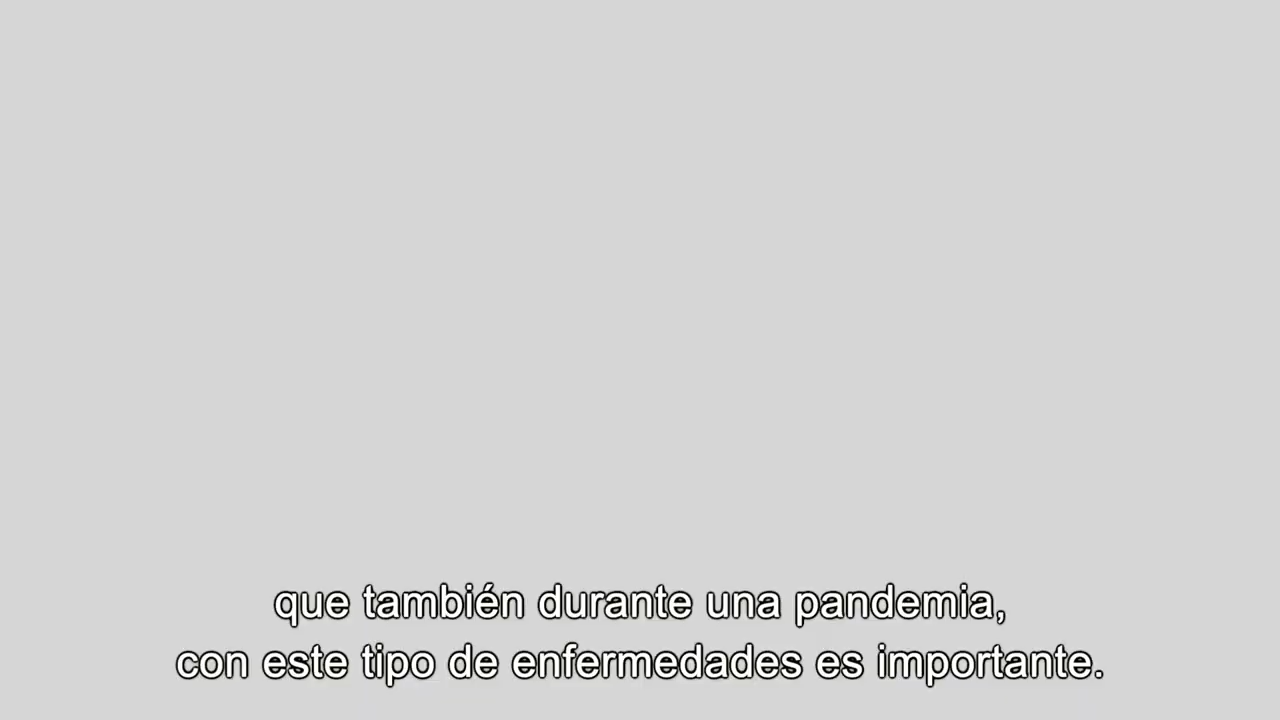 que también durante una pandemia,
con este tipo de enfermedades es importante.